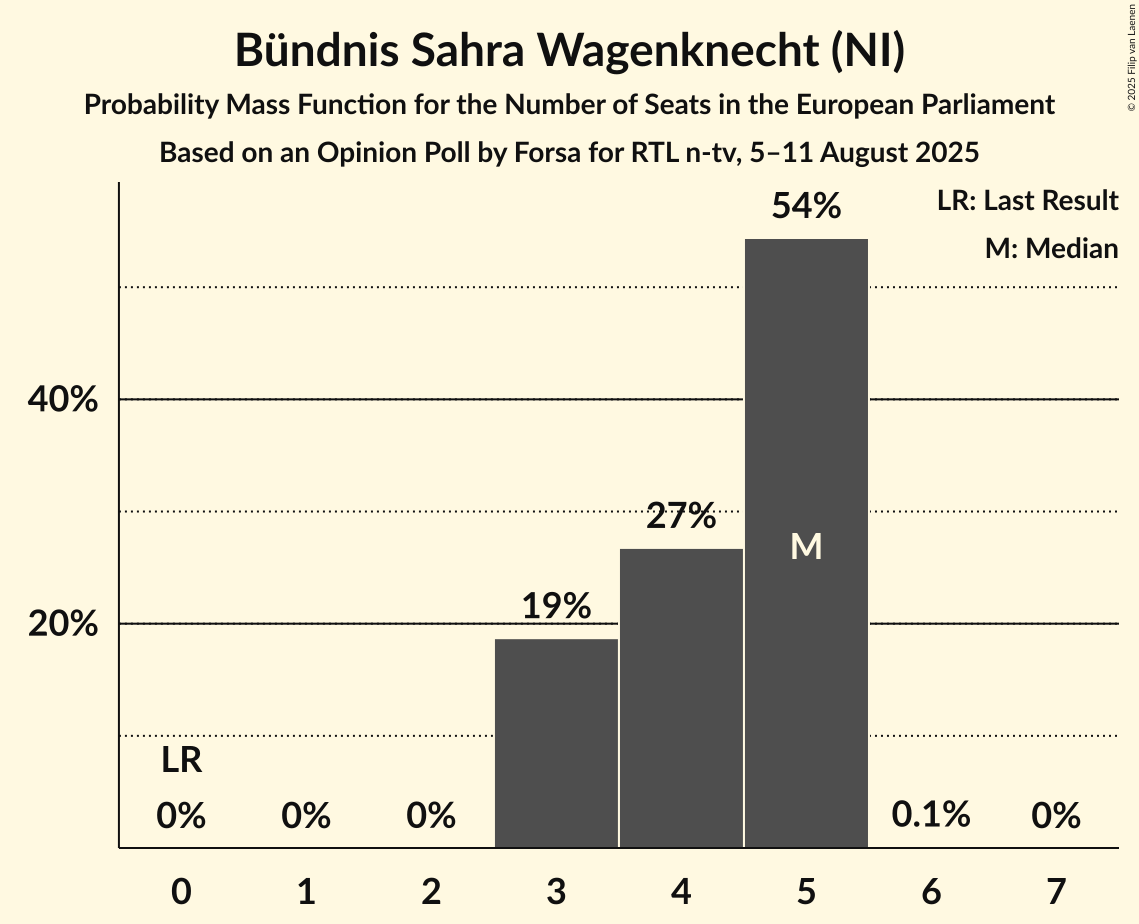 Bündnis Sahra Wagenknecht (NI)
Probability Mass Function for the Number of Seats in the European Parliament
Based on an Opinion Poll by Forsa for RTL n-tv, 5–11 August 2025
© 2025 Filip van Laenen
LR: Last Result
M: Median
54%
40%
27%
M
19%
20%
LR
0% 0% 0% 0.1% 0%
0 1 2 3 4 5 6 7